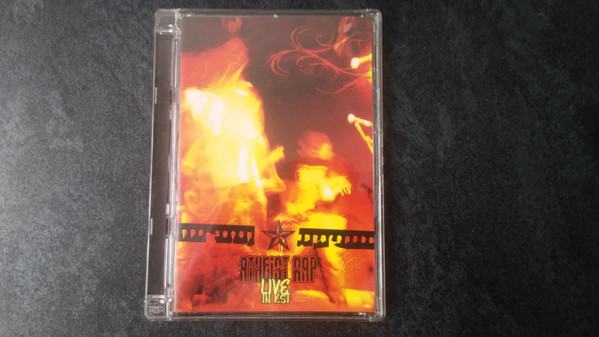 ATHEIST RAP
LIVE
IN KST